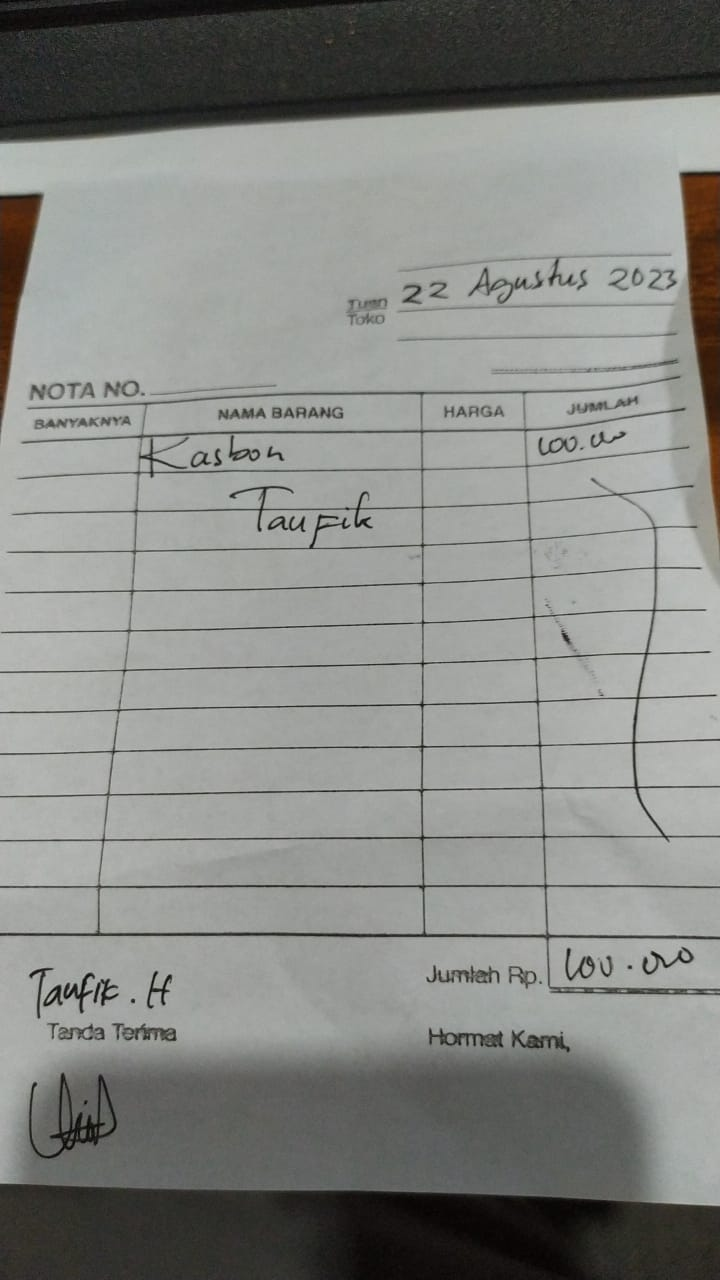 22 Agustus 2023
Tuan
Toko
NOTA NO.
BANYAKNYA NAMA BARANG HARGA JUMLAH
Kasbon 100.000
Taufik
Jumlah Rp. 100.000
Taufik. H
Tanda Terima Hormat Kami,